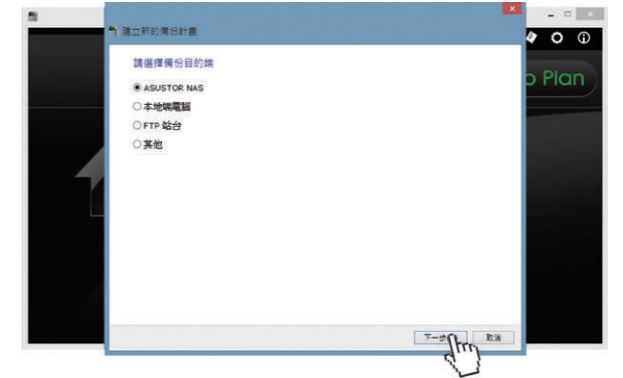 建立新的備份計畫
p Plan
請選擇備份目的端
ASUSTOR NAS
本地端電腦
FTP 站台
其他
下一步
取消